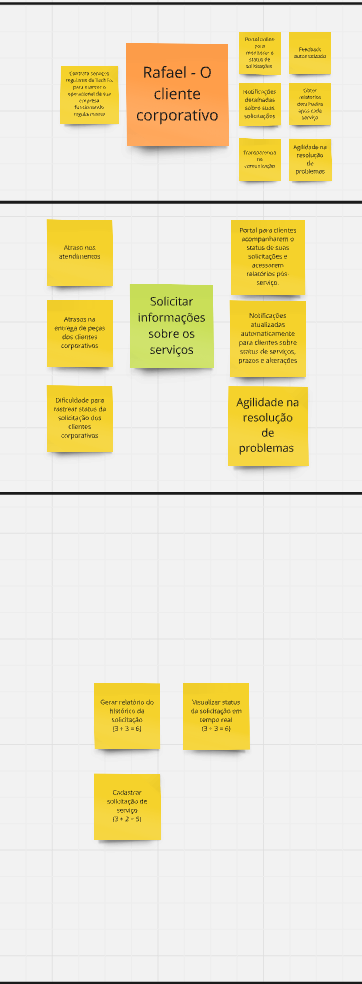 Contrata serviços
regulares da TechFix
para manter o
operacional da sua
empresa
funcionando
regularmente
Rafael - O
cliente
corporativo
Portal online
para
monitorar o
status de
solicitações
Feedback
automatizado
Notificações
detalhadas
sobre suas
solicitações
Obter
relatórios
detalhados
após cada
serviço
Transparência
na
comunicação
Agilidade na
resolução de
problemas
Atraso nos
atendimentos
Atrasos na
entrega de peças
dos clientes
corporativos
Dificuldade para
rastrear status da
solicitação dos
clientes
corporativos
Solicitar
informações
sobre os
serviços
Portal para clientes
acompanharem o
status de suas
solicitações e
acessarem
relatórios pós-
serviço.
Notificações
atualizadas
automaticamente
para clientes sobre
status de serviços,
prazos e alterações
Agilidade na
resolução
de
problemas
Gerar relatório do
histórico da
solicitação
(3 + 3 = 6)
Visualizar status
da solicitação em
tempo real
(3 + 3 = 6)
Cadastrar
solicitação de
serviço
(3 + 2 = 5)